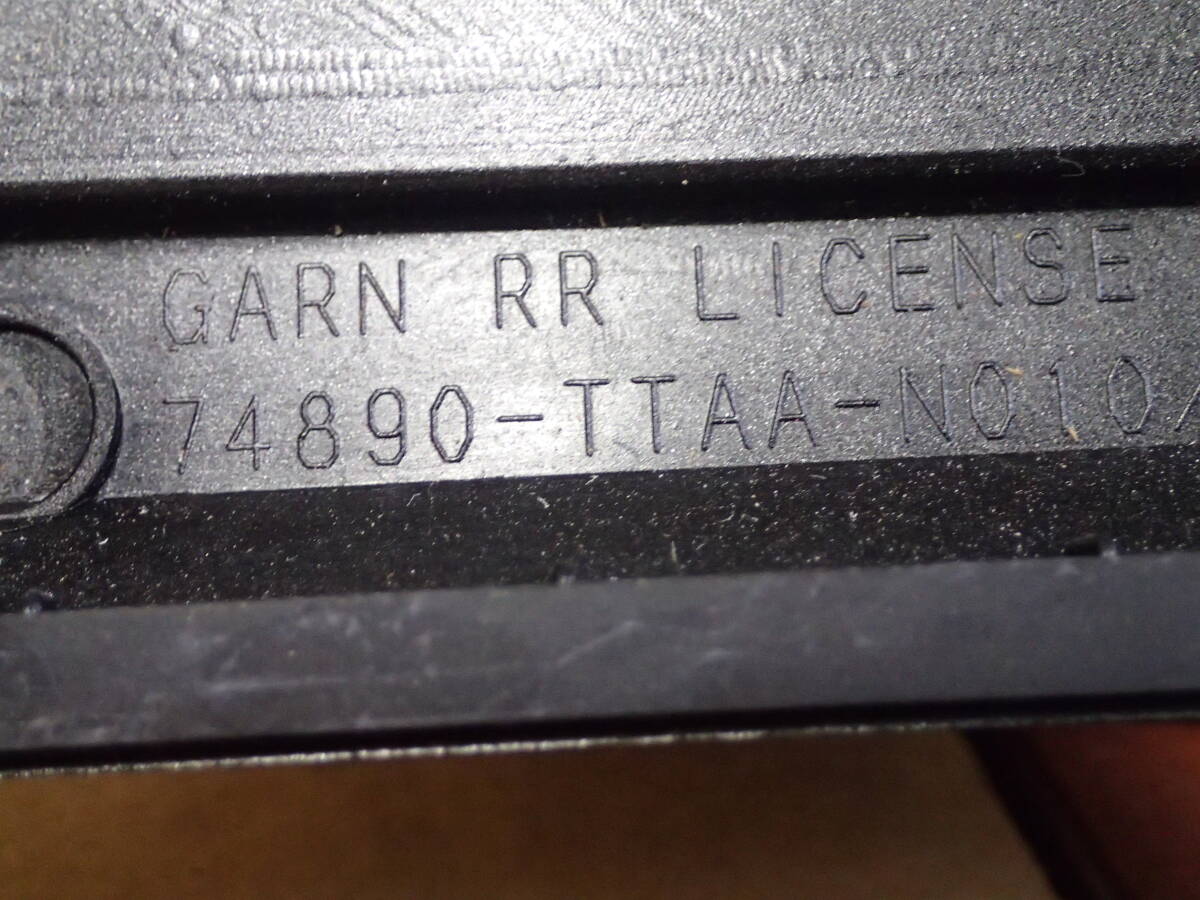 GARN RR LICENSE
74890-TTAA-N010